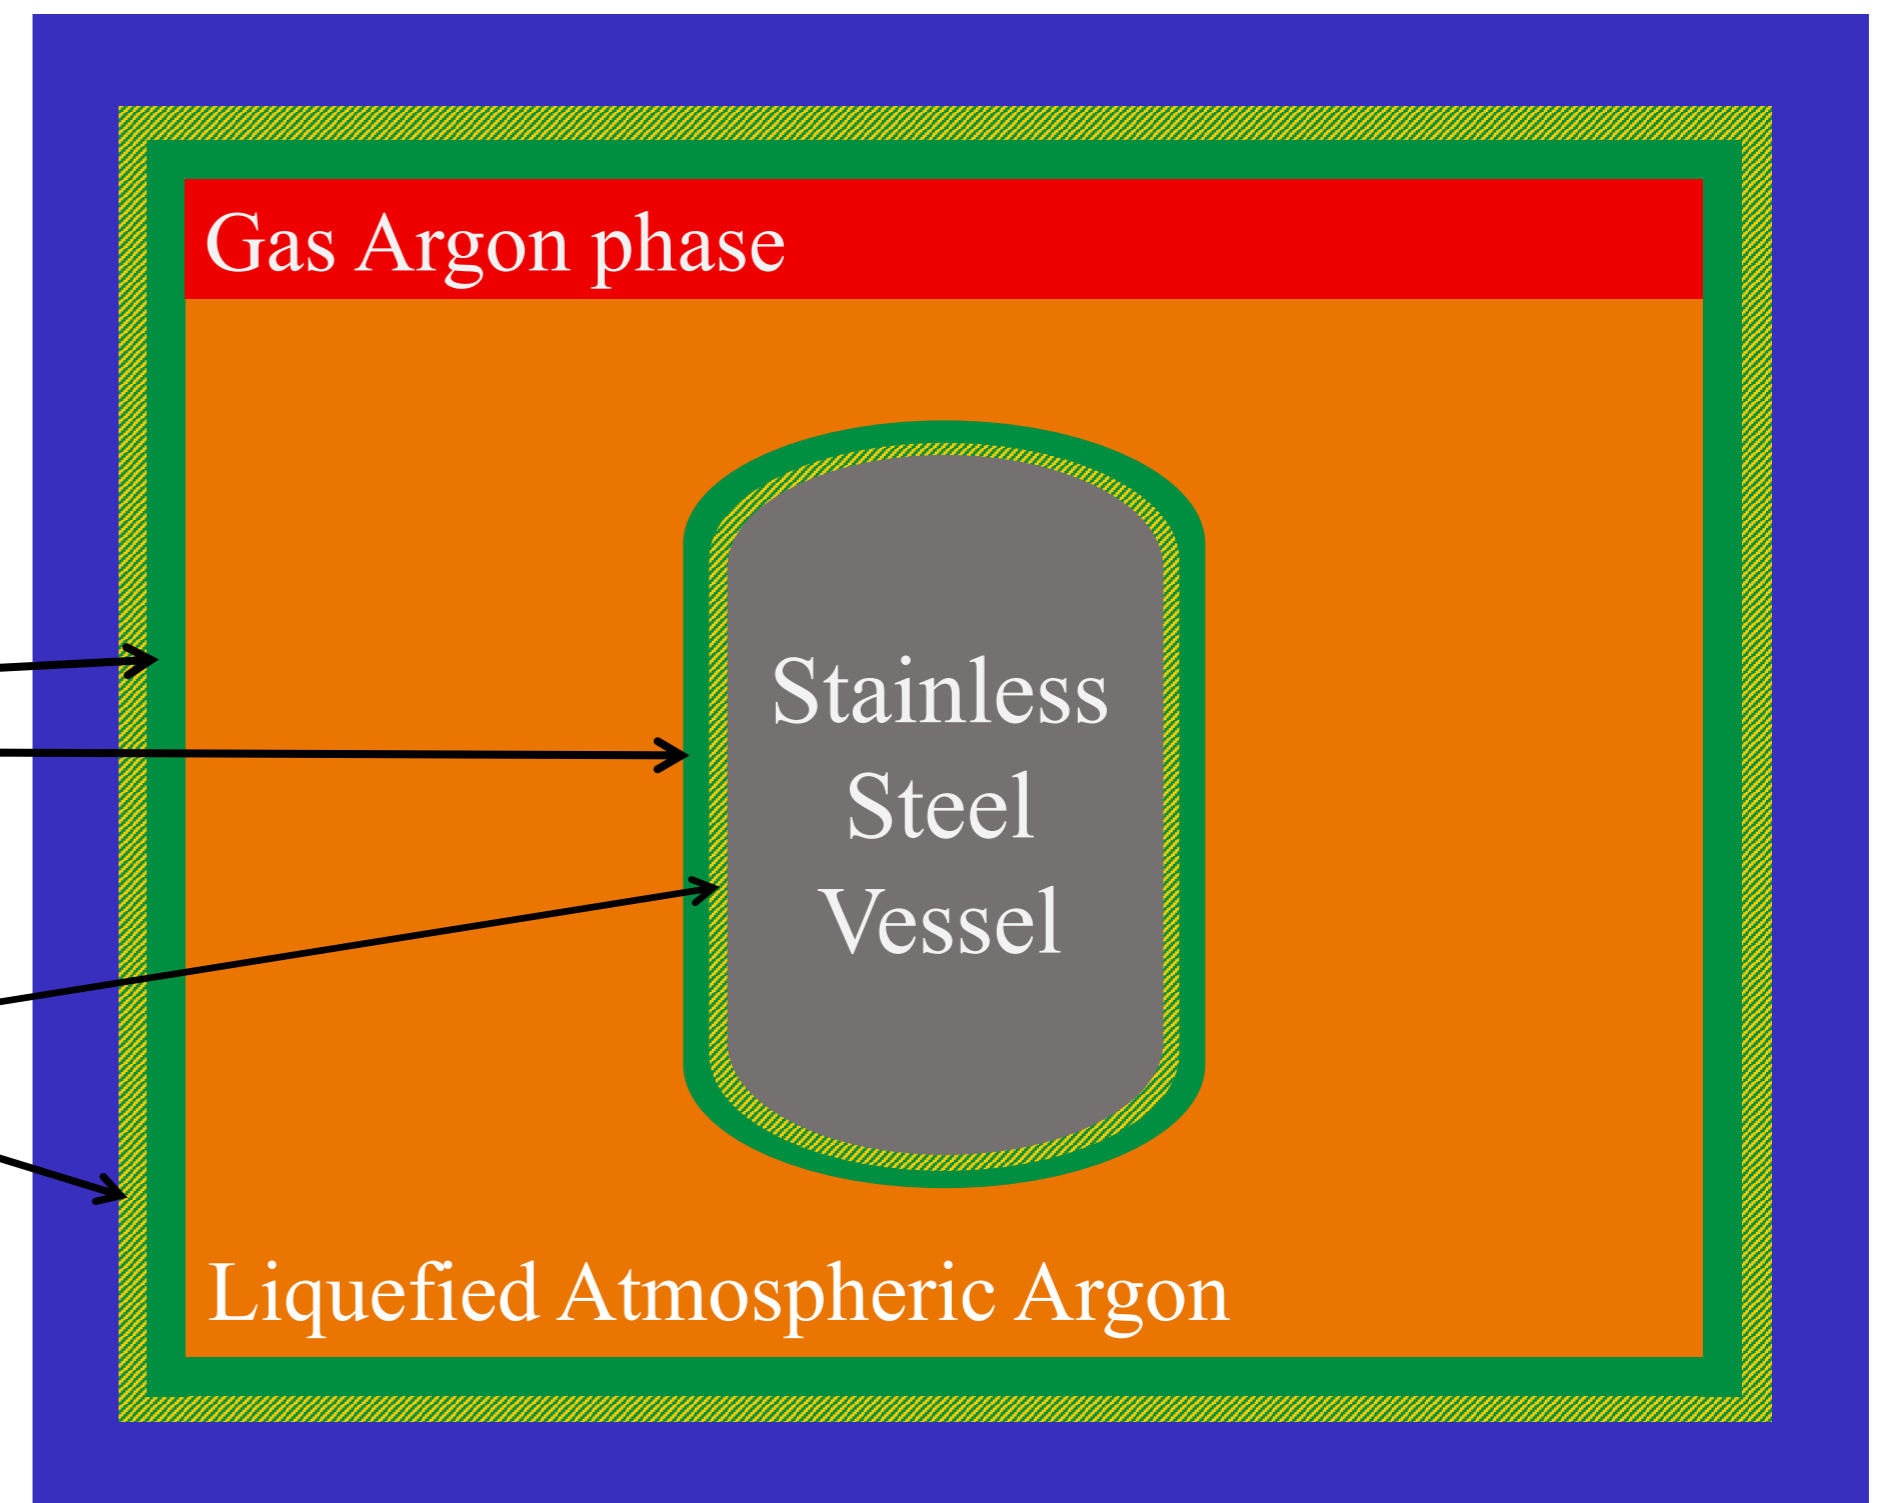 Gas Argon phase
Stainless
Steel
Vessel
Liquefied Atmospheric Argon